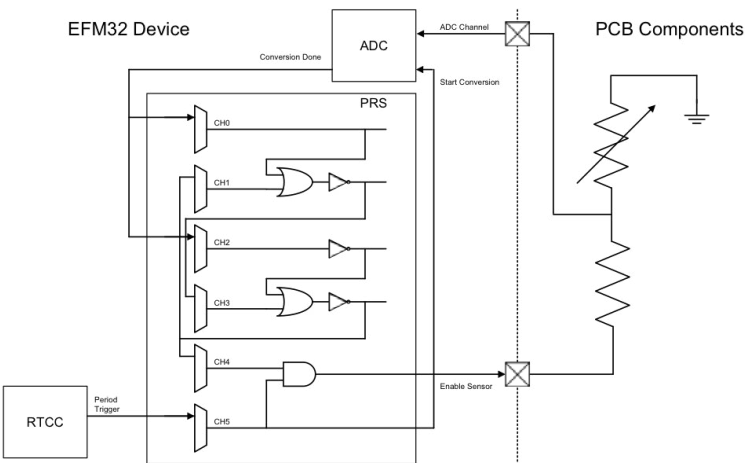 EFM32 Device
PCB Components
ADC
ADC Channel
Conversion Done
Start Conversion
PRS
CH0
CH1
CH2
CH3
CH4
Enable Sensor
Period
Trigger
RTCC
CH5